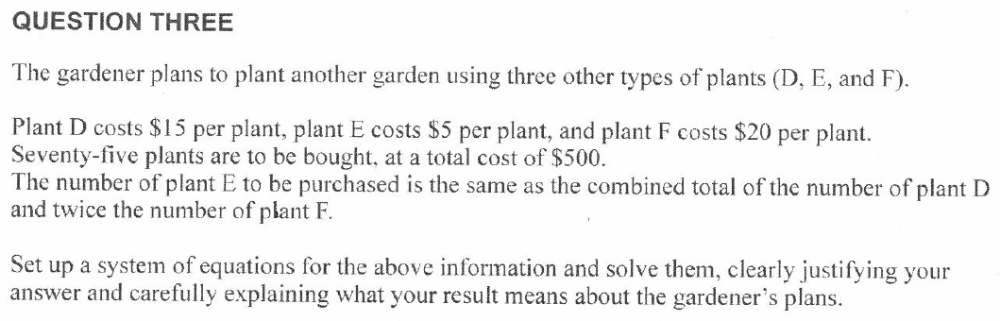 QUESTION THREE
The gardener plans to plant another garden using three other types of plants (D, E, and F).
Plant D costs $15 per plant, plant E costs $5 per plant, and plant F costs $20 per plant.
Seventy-five plants are to be bought, at a total cost of $500.
The number of plant E to be purchased is the same as the combined total of the number of plant D
and twice the number of plant F.
Set up a system of equations for the above information and solve them, clearly justifying your
answer and carefully explaining what your result means about the gardener's plans.